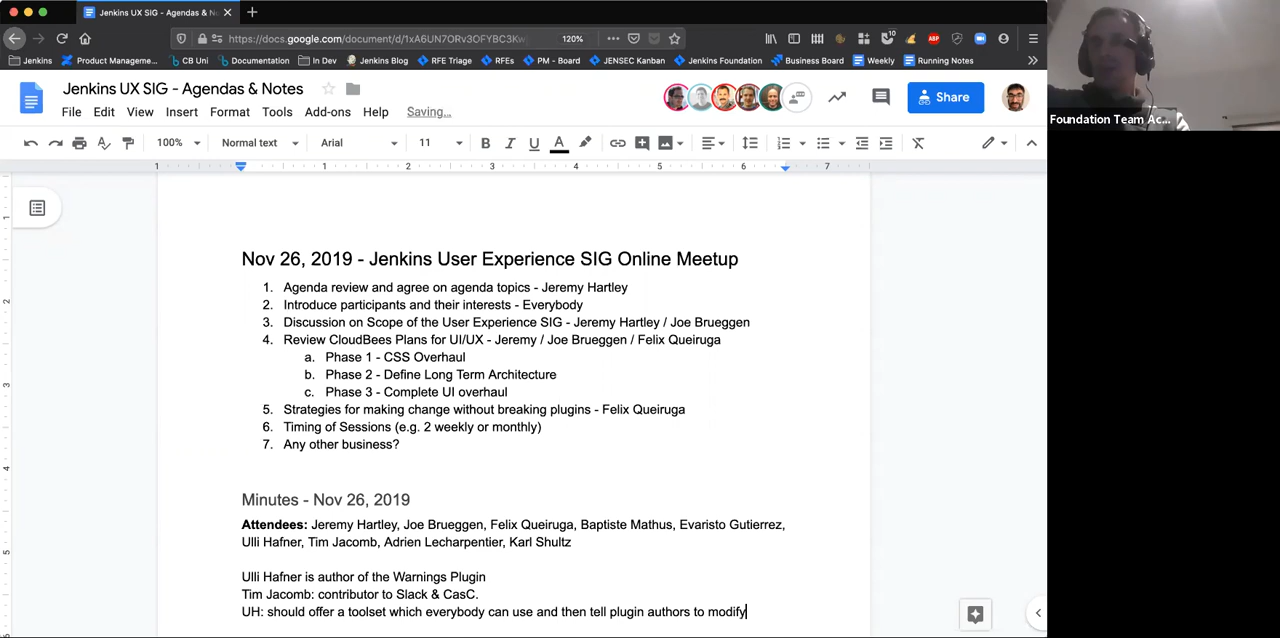 Jenkins UX SIG - Agendas & No
https://docs.google.com/document/d/1xA6UN7ORv3OFYBC3Kw
120%
Jenkins
Product Manageme...
CB Uni
Documentation
In Dev
Jenkins Blog
RFE Triage
RFEs
PM - Board
JENSEC Kanban
Jenkins Foundation
Business Board
Weekly
Running Notes
Jenkins UX SIG - Agendas & Notes
File Edit View Insert Format Tools Add-ons Help Saving...
Share
100% Normal text Arial 11
1 1 2 3 4 5 6 7
Nov 26, 2019 - Jenkins User Experience SIG Online Meetup
1. Agenda review and agree on agenda topics - Jeremy Hartley
2. Introduce participants and their interests - Everybody
3. Discussion on Scope of the User Experience SIG - Jeremy Hartley / Joe Brueggen
4. Review CloudBees Plans for UI/UX - Jeremy / Joe Brueggen / Felix Queiruga
a. Phase 1 - CSS Overhaul
b. Phase 2 - Define Long Term Architecture
c. Phase 3 - Complete UI overhaul
5. Strategies for making change without breaking plugins - Felix Queiruga
6. Timing of Sessions (e.g. 2 weekly or monthly)
7. Any other business?
Minutes - Nov 26, 2019
Attendees: Jeremy Hartley, Joe Brueggen, Felix Queiruga, Baptiste Mathus, Evaristo Gutierrez,
Ulli Hafner, Tim Jacomb, Adrien Lecharpentier, Karl Shultz
Ulli Hafner is author of the Warnings Plugin
Tim Jacomb: contributor to Slack & CasC.
UH: should offer a toolset which everybody can use and then tell plugin authors to modify
Foundation Team Ac...